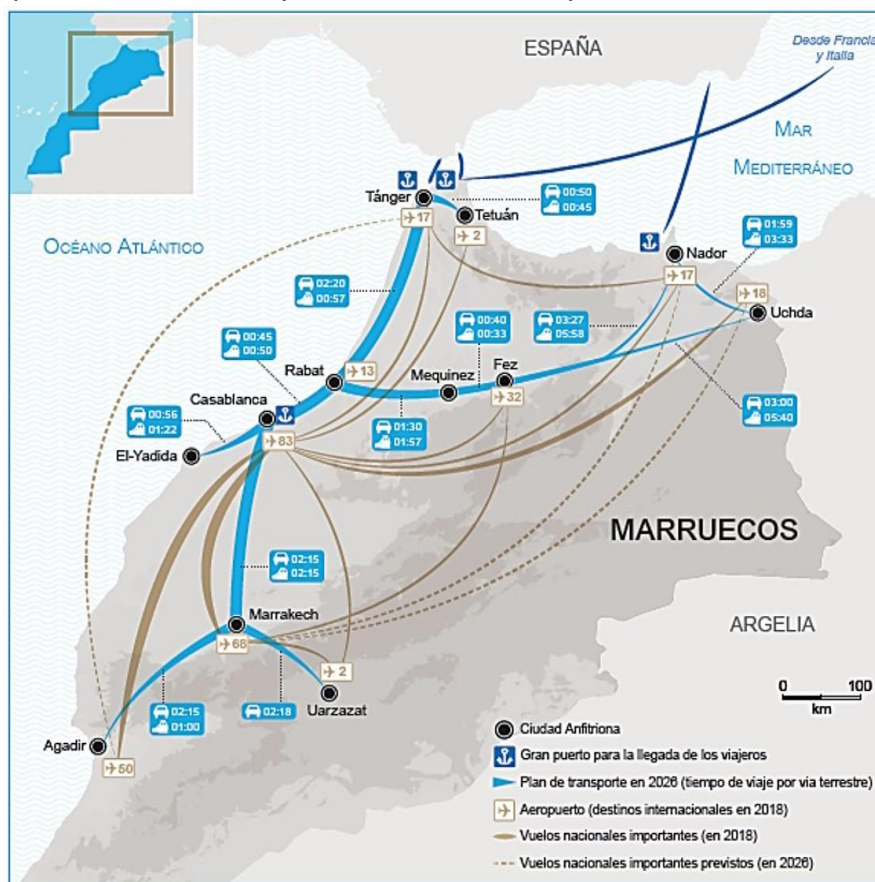 ESPAÑA
Desde Francia
y Italia
MAR
MEDITERRÁNEO
OCÉANO ATLÁNTICO
Tánger
17
Tetuán
2
00:50
00:45
Nador
17
01:59
03:33
18
Uchda
02:20
00:57
00:45
00:50
Rabat
13
00:40
00:33
03:27
05:58
Mequinez
Fez
32
Casablanca
83
00:56
01:22
El-Yadida
01:30
01:57
03:00
05:40
MARRUECOS
02:15
02:15
Marrakech
68
ARGELIA
2
Uarzazat
02:15
01:00
02:18
Agadir
50
0 100
km
Ciudad Anfitriona
Gran puerto para la llegada de los viajeros
Plan de transporte en 2026 (tiempo de viaje por via terrestre)
Aeropuerto (destinos internacionales en 2018)
Vuelos nacionales importantes (en 2018)
Vuelos nacionales importantes previstos (en 2026)